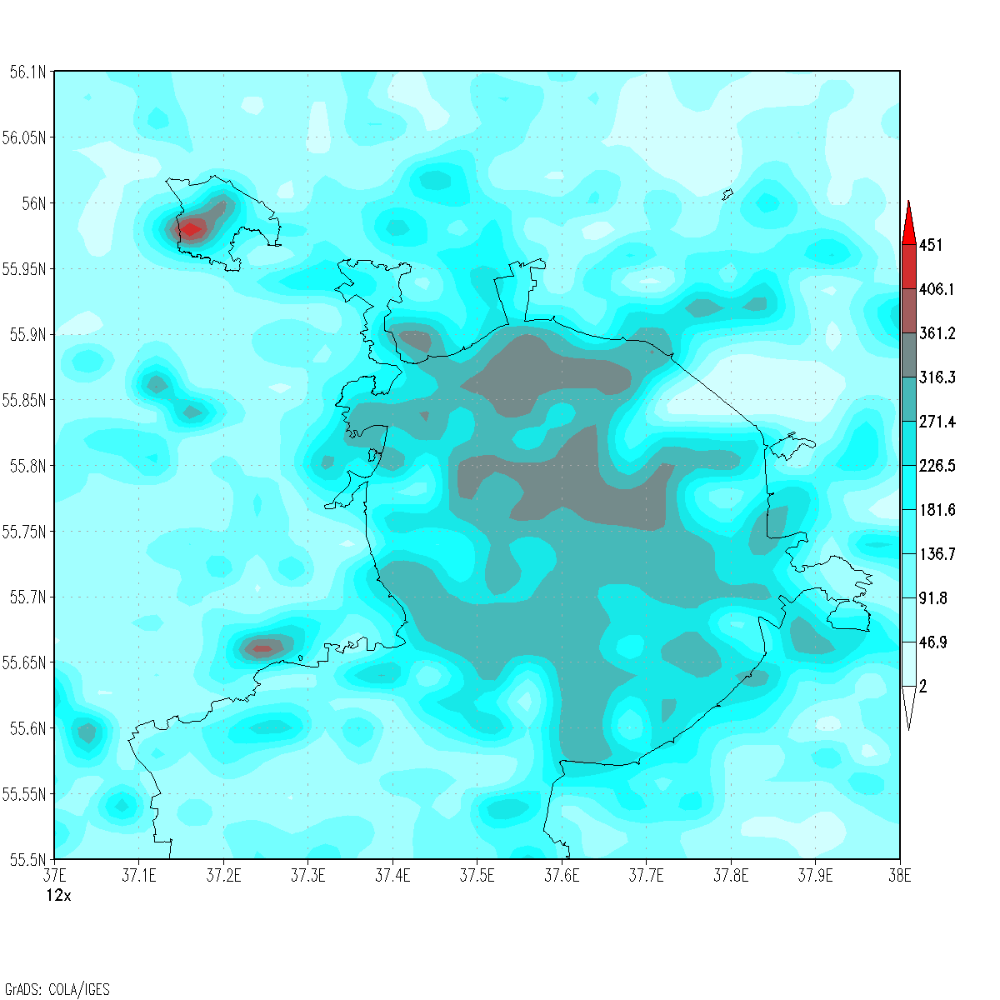 56.1N
56.05N
56N
55.95N
55.9N
55.85N
55.8N
55.75N
55.7N
55.65N
55.6N
55.55N
55.5N
451
406.1
361.2
316.3
271.4
226.5
181.6
136.7
91.8
46.9
2
37E 37.1E 37.2E 37.3E 37.4E 37.5E 37.6E 37.7E 37.8E 37.9E 38E
12x
GrADS: COLA/IGES